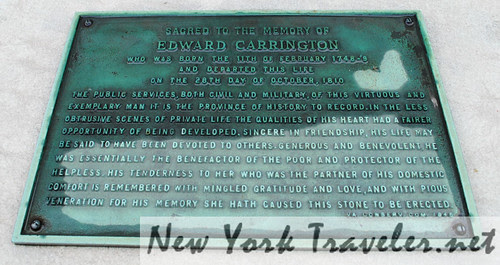 SACRED TO THE MEMORY OF
EDWARD CARRINGTON
WHO WAS BORN THE 11TH OF FEBRUARY 1748-9
AND DEPARTED THIS LIFE
ON THE 28TH DAY OF OCTOBER, 1810
THE PUBLIC SERVICES, BOTH CIVIL AND MILITARY, OF THIS VIRTUOUS AND
EXEMPLARY MAN IT IS THE PROVINCE OF HISTORY TO RECORD. IN THE LESS
OBTRUSIVE SCENES OF PRIVATE LIFE THE QUALITIES OF HIS HEART HAD A FAIRER
OPPORTUNITY OF BEING DEVELOPED. SINCERE IN FRIENDSHIP, HIS LIFE MAY
BE SAID TO HAVE BEEN DEVOTED TO OTHERS. GENEROUS AND BENEVOLENT, HE
WAS ESSENTIALLY THE BENEFACTOR OF THE POOR AND PROTECTOR OF THE
HELPLESS. HIS TENDERNESS TO HER WHO WAS THE PARTNER OF HIS DOMESTIC
COMFORT IS REMEMBERED WITH MINGLED GRATITUDE AND LOVE, AND WITH PIOUS
VENERATION FOR HIS MEMORY SHE HATH CAUSED THIS STONE TO BE ERECTED.
VA. CONSERV. COM.
New York Traveler.net